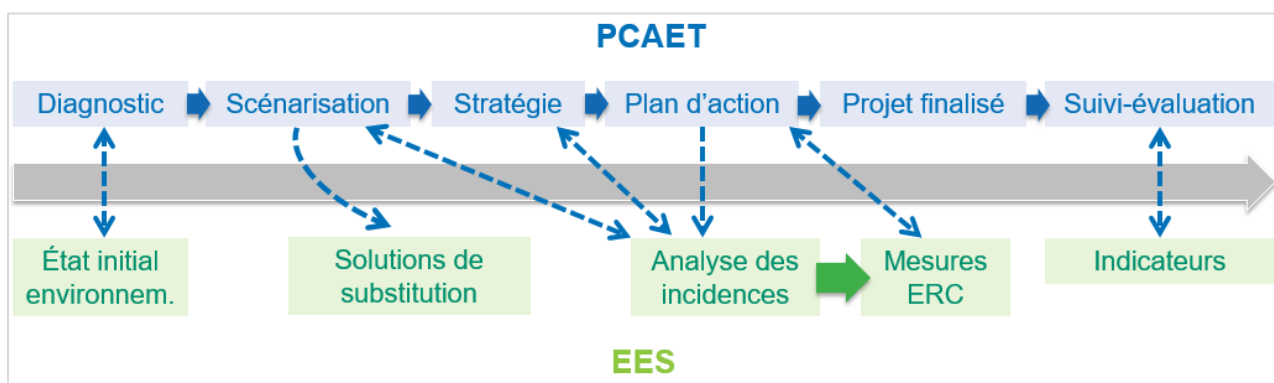 PCAET
Diagnostic
Scénarisation
Stratégie
Plan d'action
Projet finalisé
Suivi-évaluation
État initial
environnem.
Solutions de
substitution
Analyse des
incidences
Mesures
ERC
Indicateurs
EES